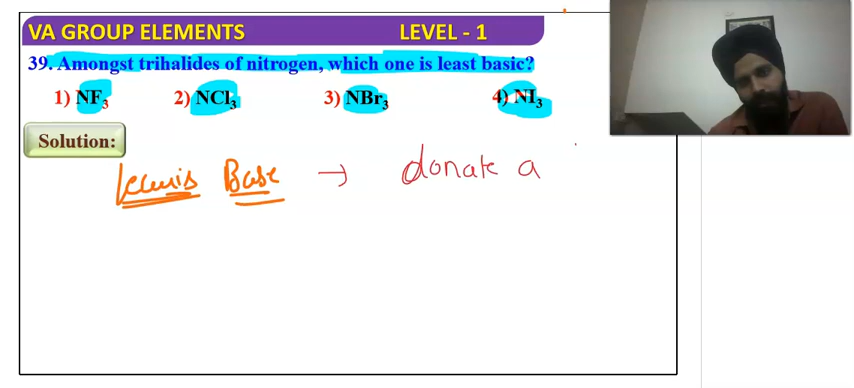 VA GROUP ELEMENTS LEVEL - 1
39. Amongst trihalides of nitrogen, which one is least basic?
1) NF3 2) NCl3 3) NBr3 4) NI3
Solution:
Lewis Base → donate a